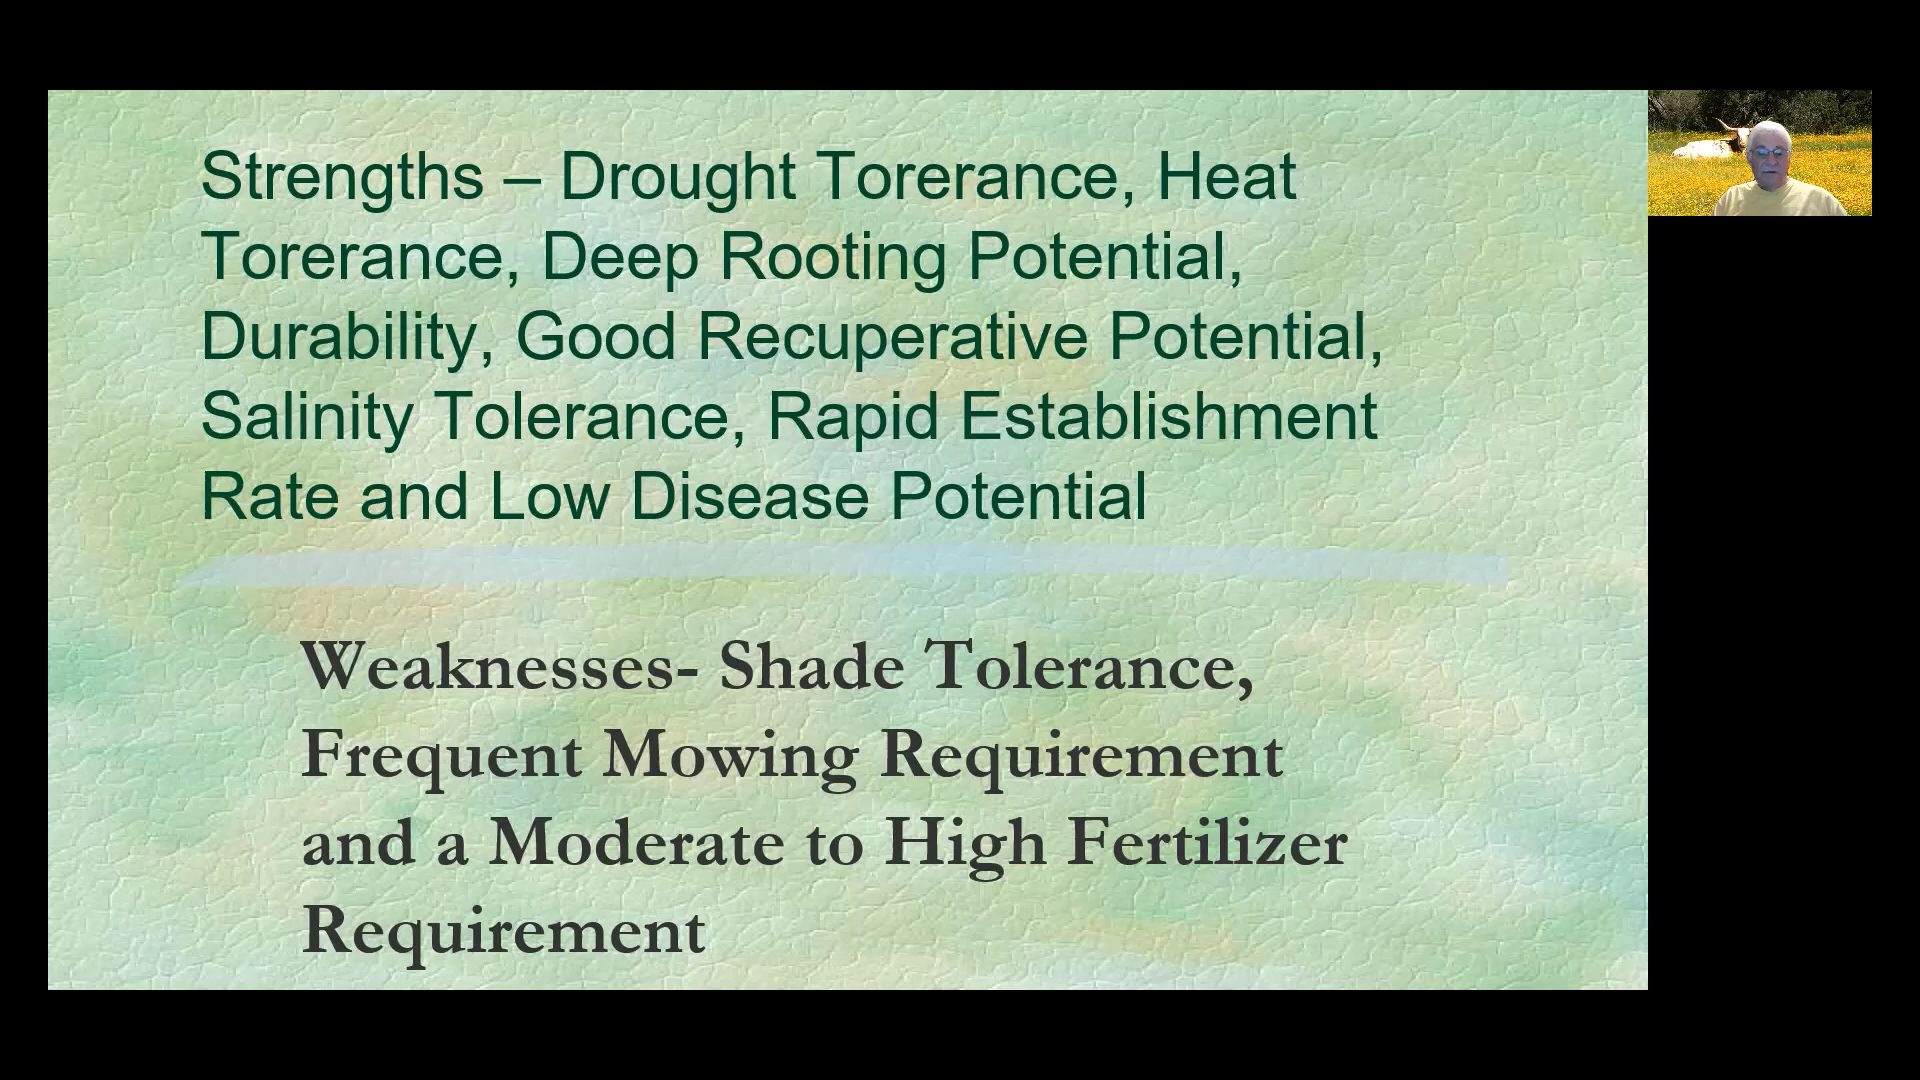 Strengths – Drought Torerance, Heat
Torerance, Deep Rooting Potential,
Durability, Good Recuperative Potential,
Salinity Tolerance, Rapid Establishment
Rate and Low Disease Potential
Weaknesses- Shade Tolerance,
Frequent Mowing Requirement
and a Moderate to High Fertilizer
Requirement